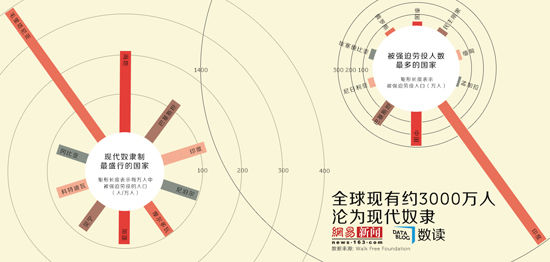 毛里塔尼亚
海地
巴基斯坦
印度
尼泊尔
摩尔多瓦
加蓬
贝宁
科特迪瓦
冈比亚
现代奴隶制
最盛行的国家
矩形长度表示每万人中
被强迫劳役的人口
（人/万人）
1400
0 100 200 300 400
泰国
俄罗斯
缅甸
孟加拉国
埃塞俄比亚
尼日利亚
巴基斯坦
中国
印度
300 200 100
被强迫劳役人数
最多的国家
矩形长度表示
被强迫劳役人口（万人）
全球现有约3000万人
沦为现代奴隶
網易新闻
news·163·com
DATA BLOG 数读
数据来源: Walk Free Foundation